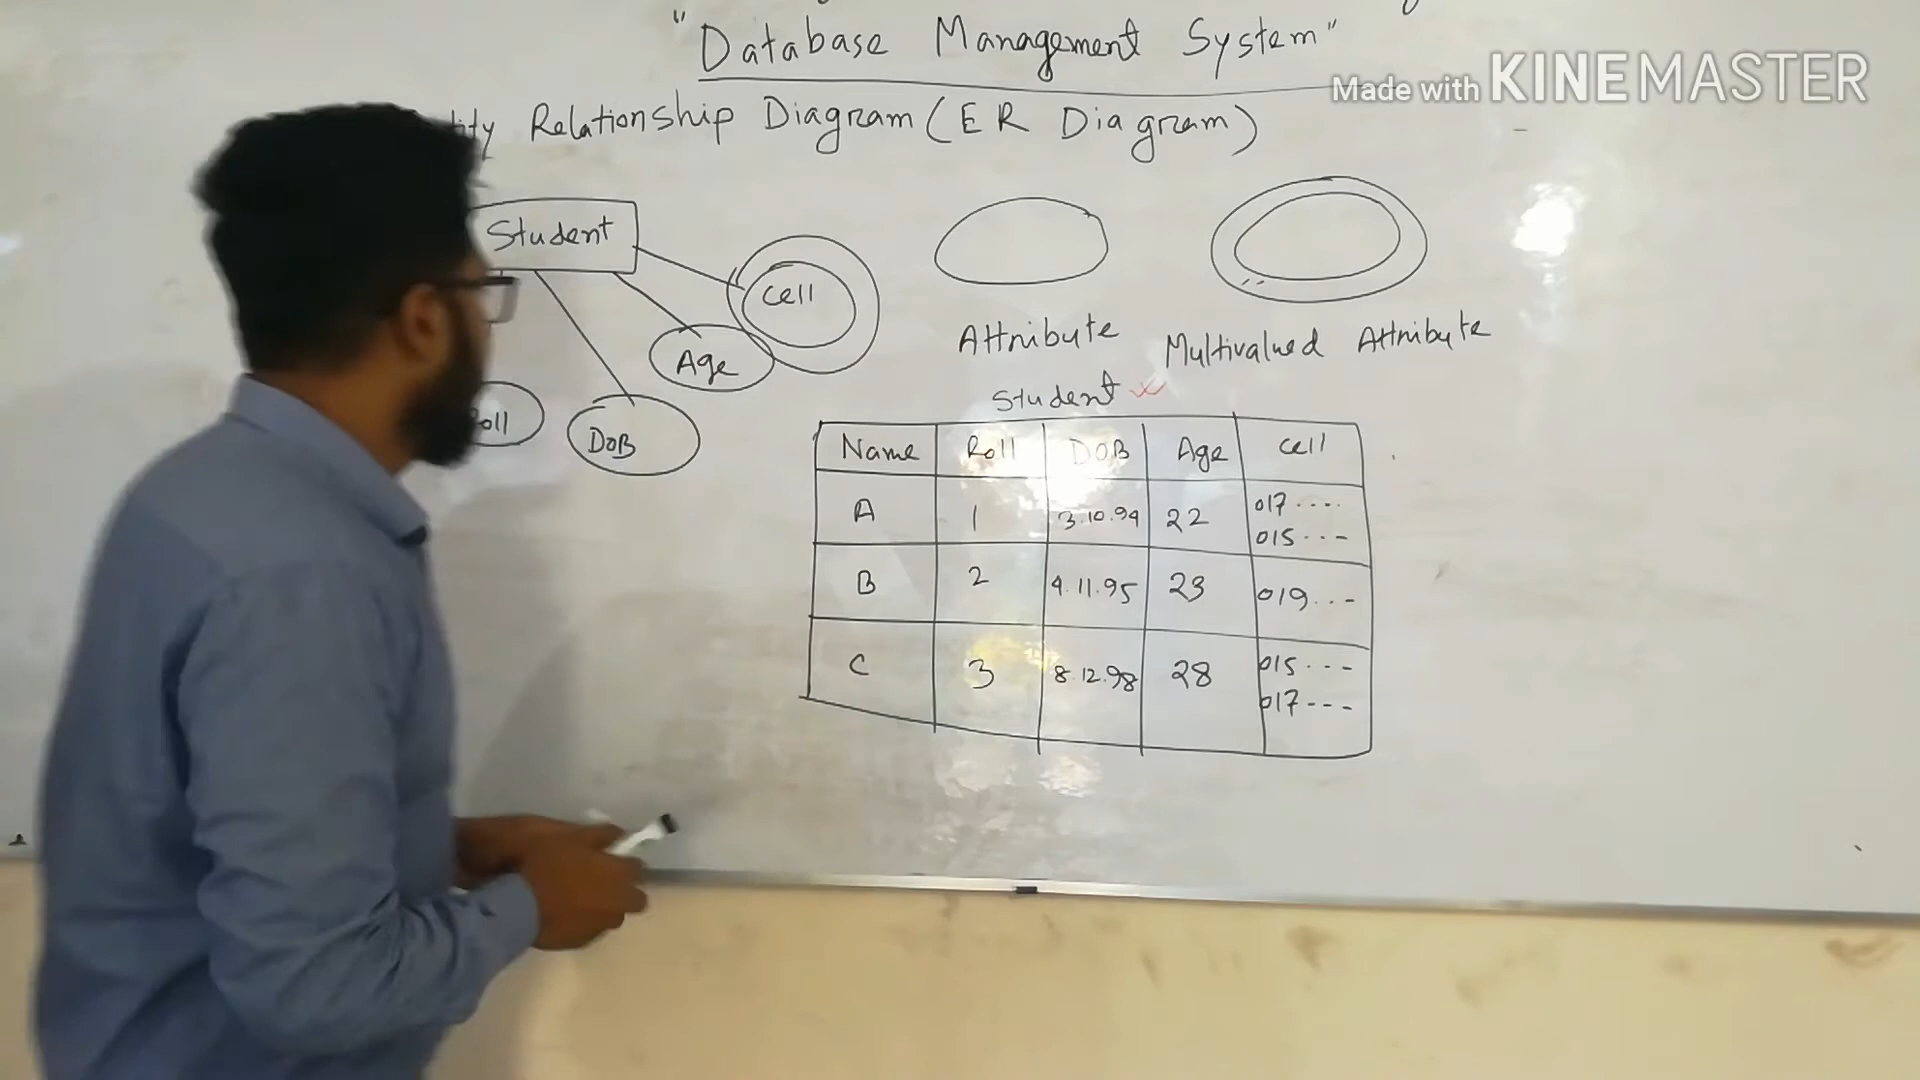 "Database Management System"
Made with KINEMASTER
tity Relationship Diagram (ER Diagram)
Student
Cell
Age
Roll
DOB
Attribute
Multivalued Attribute
Student
Name Roll DOB Age Cell
A 1 3.10.94 22 017....
015...-
B 2 4.11.95 23 019...-
C 3 8.12.98 28 015---
017---